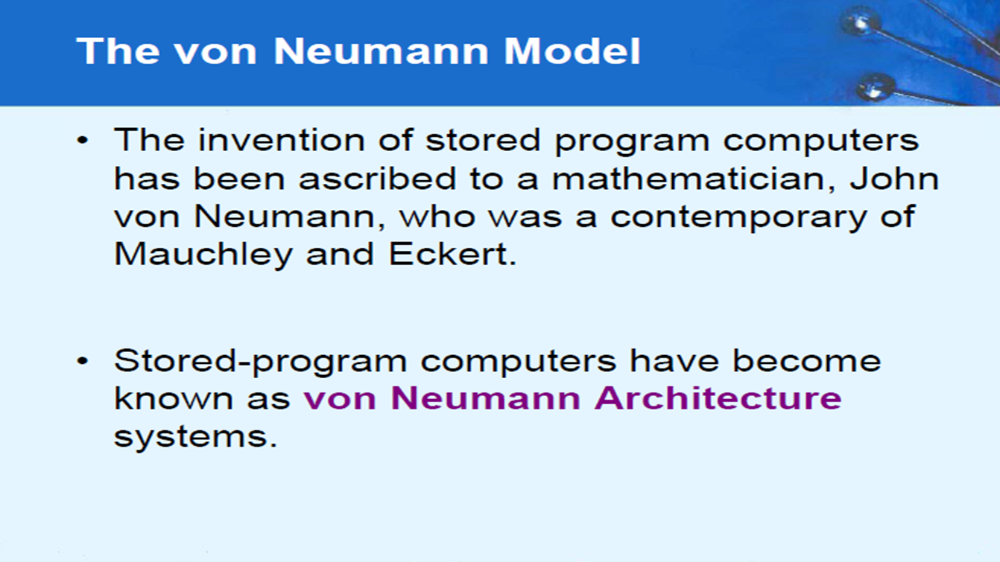 The von Neumann Model
• The invention of stored program computers
has been ascribed to a mathematician, John
von Neumann, who was a contemporary of
Mauchley and Eckert.
• Stored-program computers have become
known as von Neumann Architecture
systems.